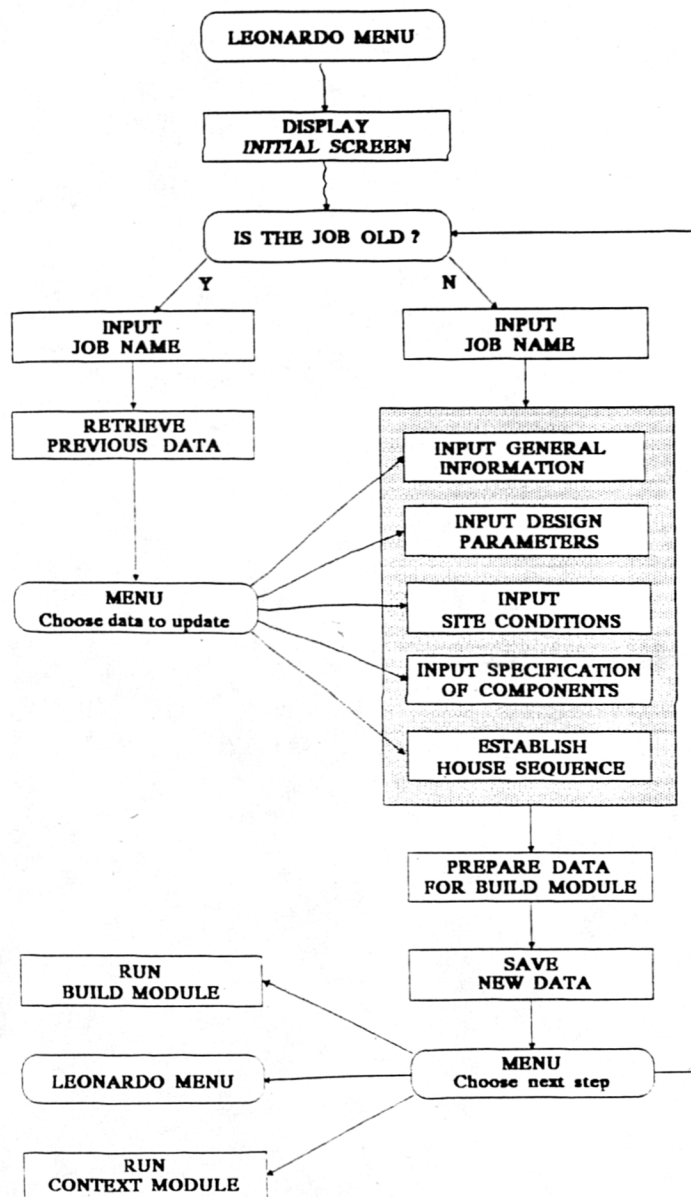 LEONARDO MENU
DISPLAY
INITIAL SCREEN
IS THE JOB OLD ?
Y
N
INPUT
JOB NAME
INPUT
JOB NAME
RETRIEVE
PREVIOUS DATA
INPUT GENERAL
INFORMATION
INPUT DESIGN
PARAMETERS
MENU
Choose data to update
INPUT
SITE CONDITIONS
INPUT SPECIFICATION
OF COMPONENTS
ESTABLISH
HOUSE SEQUENCE
PREPARE DATA
FOR BUILD MODULE
SAVE
NEW DATA
RUN
BUILD MODULE
MENU
Choose next step
LEONARDO MENU
RUN
CONTEXT MODULE